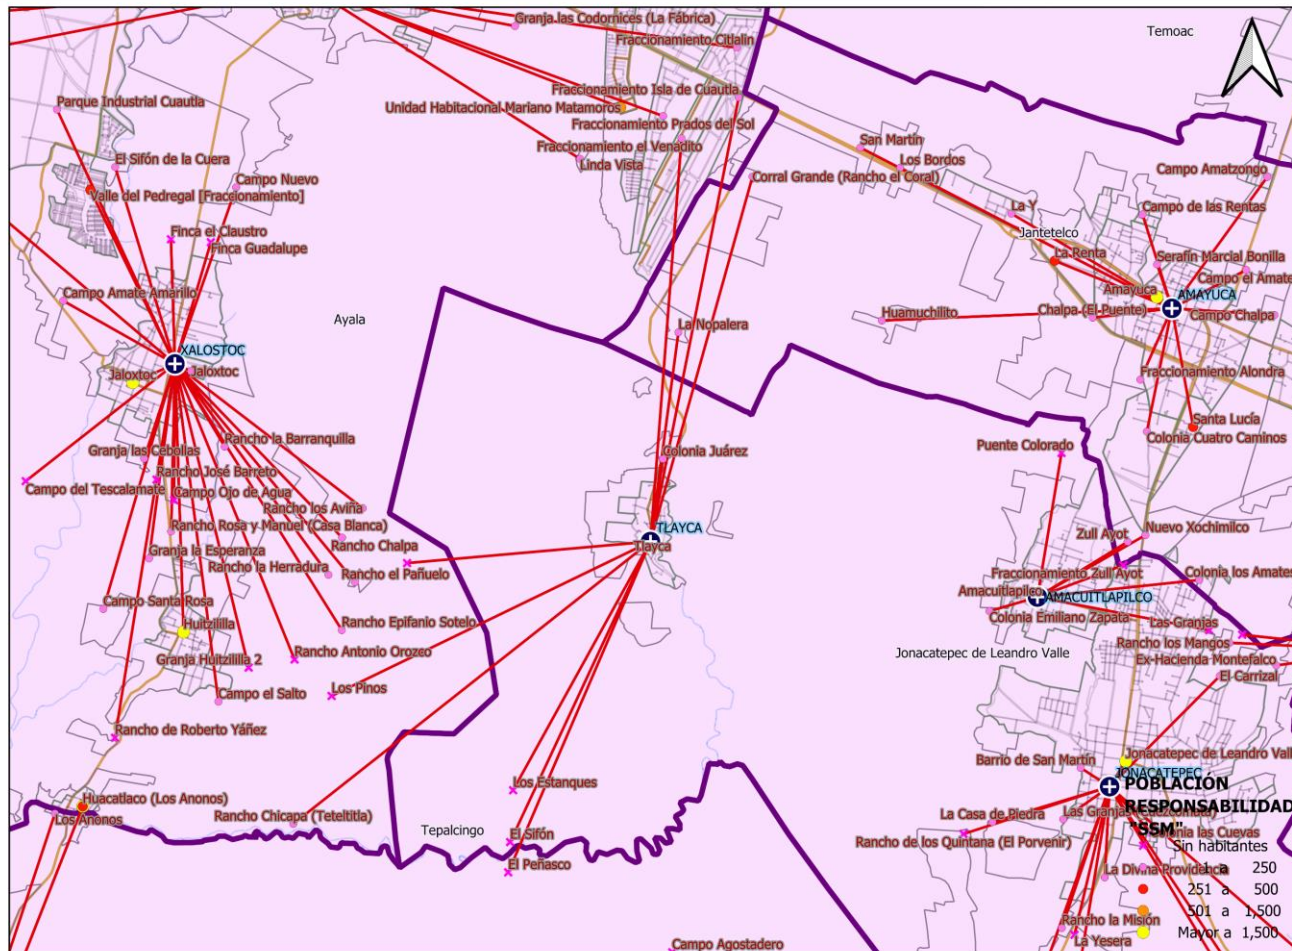 Granja las Codornices (La Fábrica)
Temoac
Fraccionamiento Citlalin
Fraccionamiento Isla de Cuautla
Parque Industrial Cuautla
Unidad Habitacional Mariano Matamoros
Fraccionamiento Prados del Sol
San Martín
Fraccionamiento el Venadito
El Sifón de la Cuera
Linda Vista
Los Bordos
Campo Amatzongo
Campo Nuevo
Corral Grande (Rancho el Coral)
Valle del Pedregal [Fraccionamiento]
La Y
Campo de las Rentas
Finca el Claustro
Jantetelco
Finca Guadalupe
La Renta
Serafín Marcial Bonilla
Campo el Amate
Campo Amate Amarillo
Amayuca
AMAYUCA
Huamuchilito
Chalpa (El Puente)
Campo Chalpa
Ayala
La Nopalera
XALOSTOC
Jaloxtoc
Jaloxtoc
Fraccionamiento Alondra
Santa Lucía
Rancho la Barranquilla
Colonia Cuatro Caminos
Granja las Cebollas
Colonia Juárez
Puente Colorado
Rancho José Barreto
Campo del Tescalamate
Campo Ojo de Agua
Rancho los Aviña
Rancho Rosa y Manuel (Casa Blanca)
TLAYCA
Nuevo Xochimilco
Zull Ayot
Rancho Chalpa
Tlayca
Granja la Esperanza
Rancho la Herradura
Rancho el Pañuelo
Fraccionamiento Zull Ayot
Colonia los Amates
Amacuitlapilco
AMACUITLAPILCO
Campo Santa Rosa
Colonia Emiliano Zapata
Huitzililla
Rancho Epifanio Sotelo
Las Granjas
Rancho los Mangos
Granja Huitzililla 2
Rancho Antonio Orozeo
Jonacatepec de Leandro Valle
Ex-Hacienda Montefalco
El Carrizal
Los Pinos
Campo el Salto
Rancho de Roberto Yáñez
Jonacatepec de Leandro Vall
Barrio de San Martín
JONACATEPEC
Los Estanques
POBLACIÓN
Huacatlaco (Los Anonos)
RESPONSABILIDAD
Los Anonos
Rancho Chicapa (Teteltitla)
La Casa de Piedra
Las Granjas
"SSM"
Tepalcingo
El Sifón
Rancho de los Quintana (El Porvenir)
Colonia las Cuevas
Sin habitantes
El Peñasco
La Divina Providencia
1 a 250
251 a 500
501 a 1,500
Rancho la Misión
Mayor a 1,500
La Yesera
Campo Agostadero